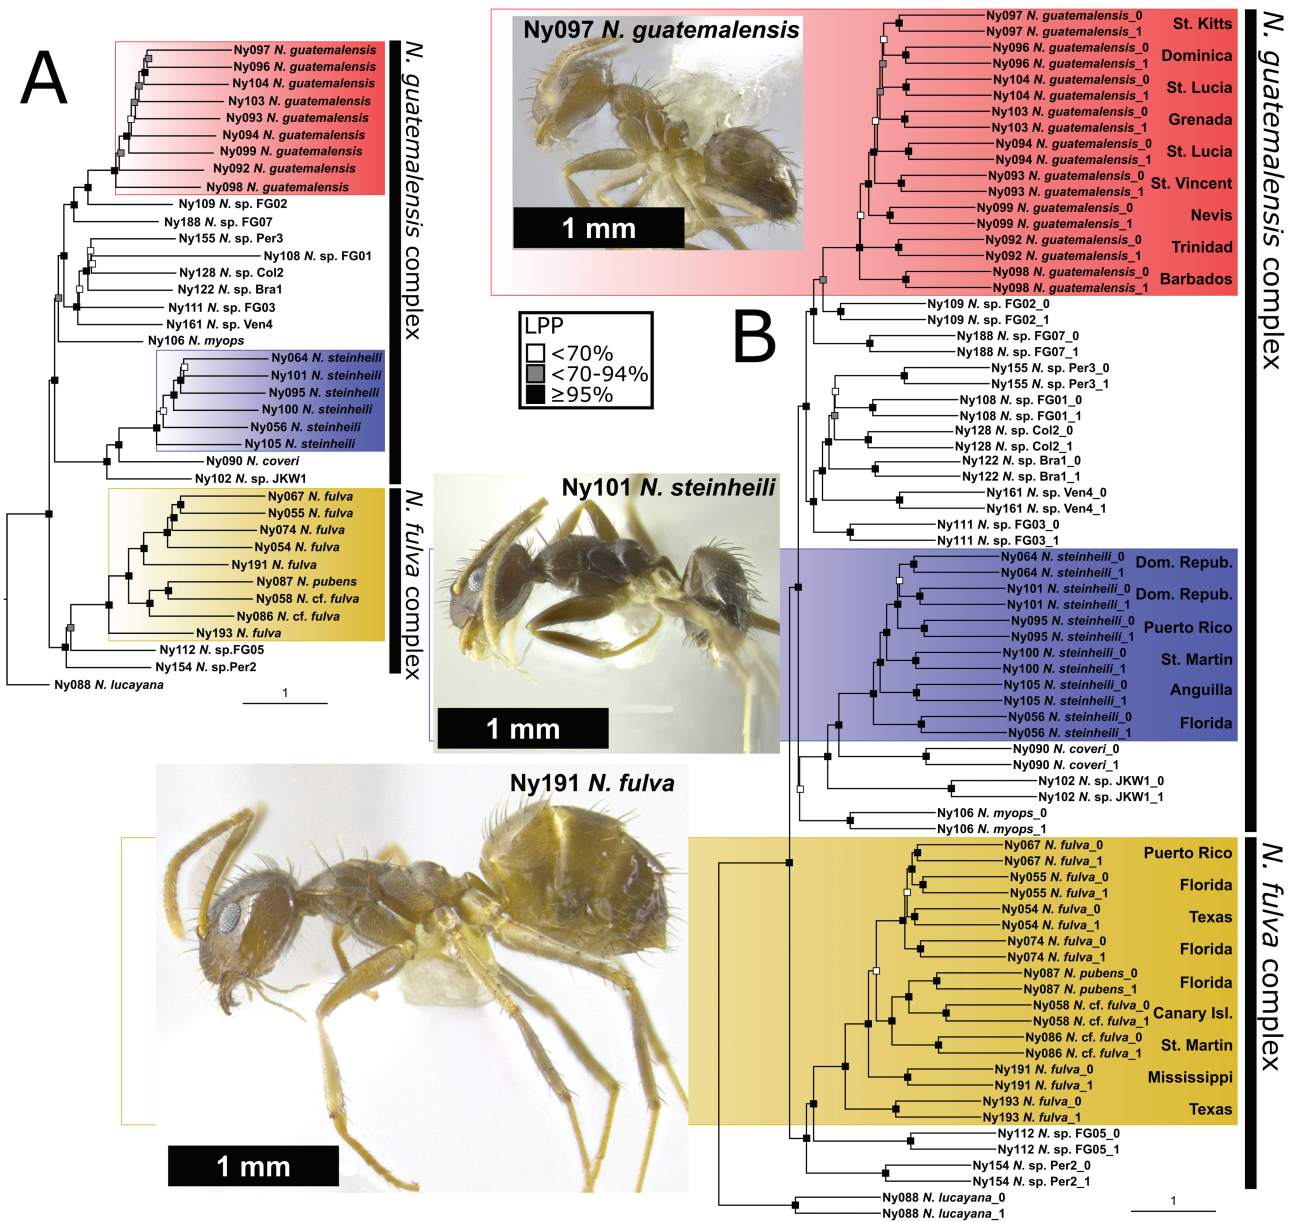 A
Ny097 N. guatemalensis
Ny096 N. guatemalensis
Ny104 N. guatemalensis
Ny103 N. guatemalensis
Ny093 N. guatemalensis
Ny094 N. guatemalensis
Ny099 N. guatemalensis
Ny092 N. guatemalensis
Ny098 N. guatemalensis
Ny109 N. sp. FG02
Ny188 N. sp. FG07
Ny155 N. sp. Per3
Ny108 N. sp. FG01
Ny128 N. sp. Col2
Ny122 N. sp. Bra1
Ny111 N. sp. FG03
Ny161 N. sp. Ven4
Ny106 N. myops
Ny064 N. steinheili
Ny101 N. steinheili
Ny095 N. steinheili
Ny100 N. steinheili
Ny056 N. steinheili
Ny105 N. steinheili
Ny090 N. coveri
Ny102 N. sp. JKW1
N. guatemalensis complex
Ny067 N. fulva
Ny055 N. fulva
Ny074 N. fulva
Ny054 N. fulva
Ny191 N. fulva
Ny087 N. pubens
Ny058 N. cf. fulva
Ny086 N. cf. fulva
Ny193 N. fulva
Ny112 N. sp.FG05
Ny154 N. sp.Per2
N. fulva complex
Ny088 N. lucayana
1
Ny097 N. guatemalensis
1 mm
LPP
<70%
<70-94%
≥95%
B
Ny101 N. steinheili
1 mm
Ny191 N. fulva
1 mm
Ny097 N. guatemalensis_0
Ny097 N. guatemalensis_1
St. Kitts
Ny096 N. guatemalensis_0
Ny096 N. guatemalensis_1
Dominica
Ny104 N. guatemalensis_0
Ny104 N. guatemalensis_1
St. Lucia
Ny103 N. guatemalensis_0
Ny103 N. guatemalensis_1
Grenada
Ny094 N. guatemalensis_0
Ny094 N. guatemalensis_1
St. Lucia
Ny093 N. guatemalensis_0
Ny093 N. guatemalensis_1
St. Vincent
Ny099 N. guatemalensis_0
Ny099 N. guatemalensis_1
Nevis
Ny092 N. guatemalensis_0
Ny092 N. guatemalensis_1
Trinidad
Ny098 N. guatemalensis_0
Ny098 N. guatemalensis_1
Barbados
Ny109 N. sp. FG02_0
Ny109 N. sp. FG02_1
Ny188 N. sp. FG07_0
Ny188 N. sp. FG07_1
Ny155 N. sp. Per3_0
Ny155 N. sp. Per3_1
Ny108 N. sp. FG01_0
Ny108 N. sp. FG01_1
Ny128 N. sp. Col2_0
Ny128 N. sp. Col2_1
Ny122 N. sp. Bra1_0
Ny122 N. sp. Bra1_1
Ny161 N. sp. Ven4_0
Ny161 N. sp. Ven4_1
Ny111 N. sp. FG03_0
Ny111 N. sp. FG03_1
Ny064 N. steinheili_0
Ny064 N. steinheili_1
Dom. Repub.
Ny101 N. steinheili_0
Ny101 N. steinheili_1
Dom. Repub.
Ny095 N. steinheili_0
Ny095 N. steinheili_1
Puerto Rico
Ny100 N. steinheili_0
Ny100 N. steinheili_1
St. Martin
Ny105 N. steinheili_0
Ny105 N. steinheili_1
Anguilla
Ny056 N. steinheili_0
Ny056 N. steinheili_1
Florida
Ny090 N. coveri_0
Ny090 N. coveri_1
Ny102 N. sp. JKW1_0
Ny102 N. sp. JKW1_1
Ny106 N. myops_0
Ny106 N. myops_1
N. guatemalensis complex
Ny067 N. fulva_0
Ny067 N. fulva_1
Puerto Rico
Ny055 N. fulva_0
Ny055 N. fulva_1
Florida
Ny054 N. fulva_0
Ny054 N. fulva_1
Texas
Ny074 N. fulva_0
Ny074 N. fulva_1
Florida
Ny087 N. pubens_0
Ny087 N. pubens_1
Florida
Ny058 N. cf. fulva_0
Ny058 N. cf. fulva_1
Canary Isl.
Ny086 N. cf. fulva_0
Ny086 N. cf. fulva_1
St. Martin
Ny191 N. fulva_0
Ny191 N. fulva_1
Mississippi
Ny193 N. fulva_0
Ny193 N. fulva_1
Texas
Ny112 N. sp. FG05_0
Ny112 N. sp. FG05_1
Ny154 N. sp. Per2_0
Ny154 N. sp. Per2_1
N. fulva complex
Ny088 N. lucayana_0
Ny088 N. lucayana_1
1